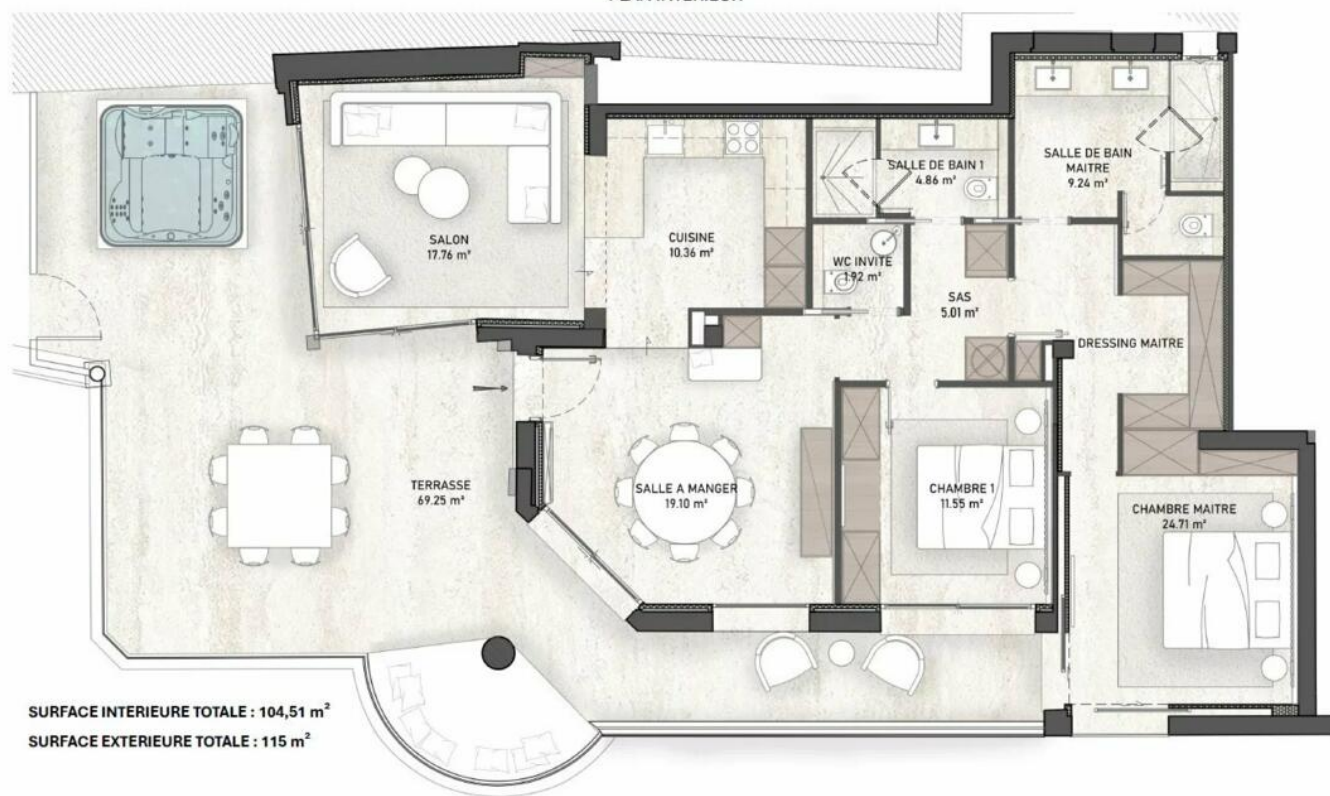 SALON
17.76 m²
CUISINE
10.36 m²
SALLE DE BAIN 1
4.86 m²
SALLE DE BAIN
MAITRE
9.24 m²
WC INVITE
1.92 m²
SAS
5.01 m²
DRESSING MAITRE
TERRASSE
69.25 m²
SALLE A MANGER
19.10 m²
CHAMBRE 1
11.55 m²
CHAMBRE MAITRE
24.71 m²
SURFACE INTERIEURE TOTALE : 104,51 m²
SURFACE EXTERIEURE TOTALE : 115 m²